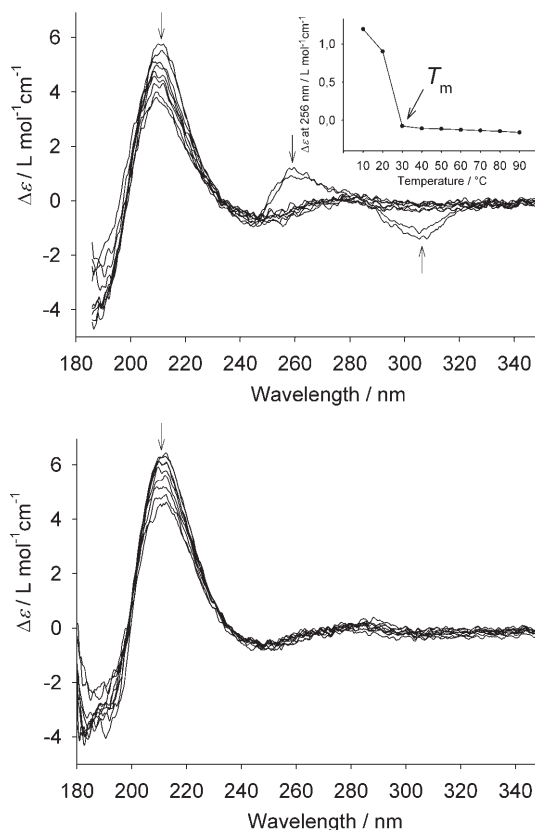 6
4
2
0
-2
-4
Δε / L mol⁻¹cm⁻¹
180 200 220 240 260 280 300 320 340
Wavelength / nm
1,0
0,0
Δε at 256 nm / L mol⁻¹cm⁻¹
Tm
10 20 30 40 50 60 70 80 90
Temperature / °C
6
4
2
0
-2
-4
Δε / L mol⁻¹cm⁻¹
180 200 220 240 260 280 300 320 340
Wavelength / nm